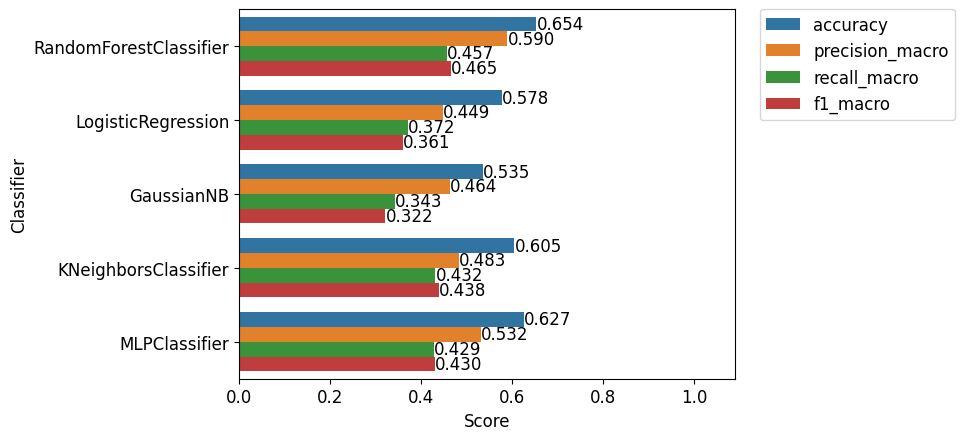 RandomForestClassifier
0.654
0.590
0.457
0.465
LogisticRegression
0.578
0.449
0.372
0.361
GaussianNB
0.535
0.464
0.343
0.322
KNeighborsClassifier
0.605
0.483
0.432
0.438
MLPClassifier
0.627
0.532
0.429
0.430
Classifier
0.0 0.2 0.4 0.6 0.8 1.0
Score
accuracy
precision_macro
recall_macro
f1_macro